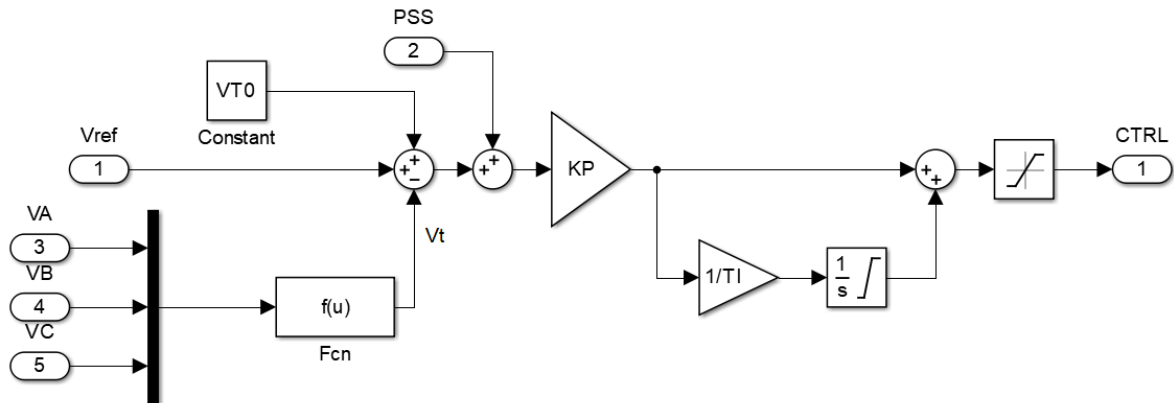 PSS
2
VT0
Constant
Vref
1
+
+
−
+
+
KP
+
+
CTRL
1
VA
3
Vt
VB
4
f(u)
Fcn
1/TI
1
s
VC
5